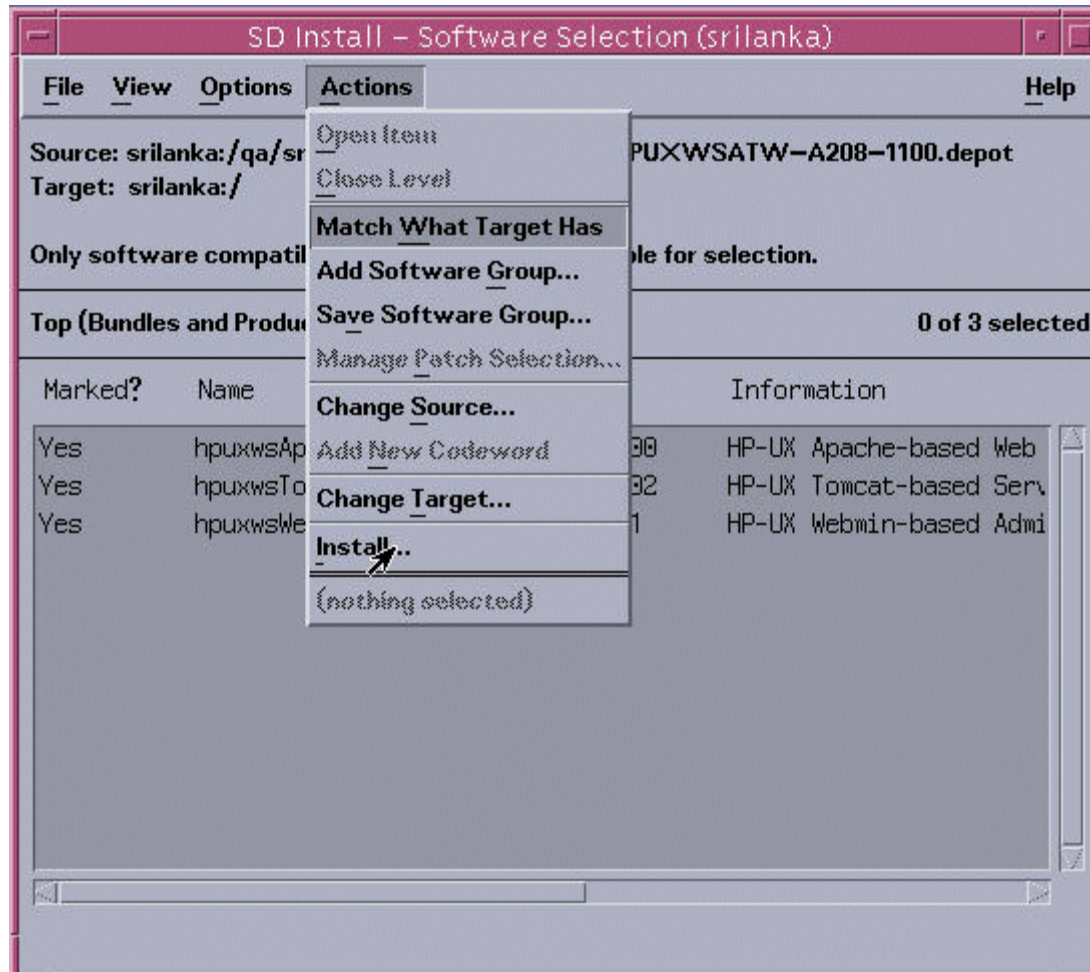 SD Install – Software Selection (srilanka)
File View Options Actions Help
Open Item
Close Level
Match What Target Has
Add Software Group...
Save Software Group...
Manage Patch Selection...
Change Source...
Add New Codeword
Change Target...
Install...
(nothing selected)
Source: srilanka:/qa/sr PUXWSATW–A208–1100.depot
Target: srilanka:/
Only software compatil ble for selection.
Top (Bundles and Produ 0 of 3 selected
Marked? Name Information
Yes hpuxwsAp 00 HP-UX Apache-based Web
Yes hpuxwsTo 02 HP-UX Tomcat-based Serv
Yes hpuxwsWe 1 HP-UX Webmin-based Admi